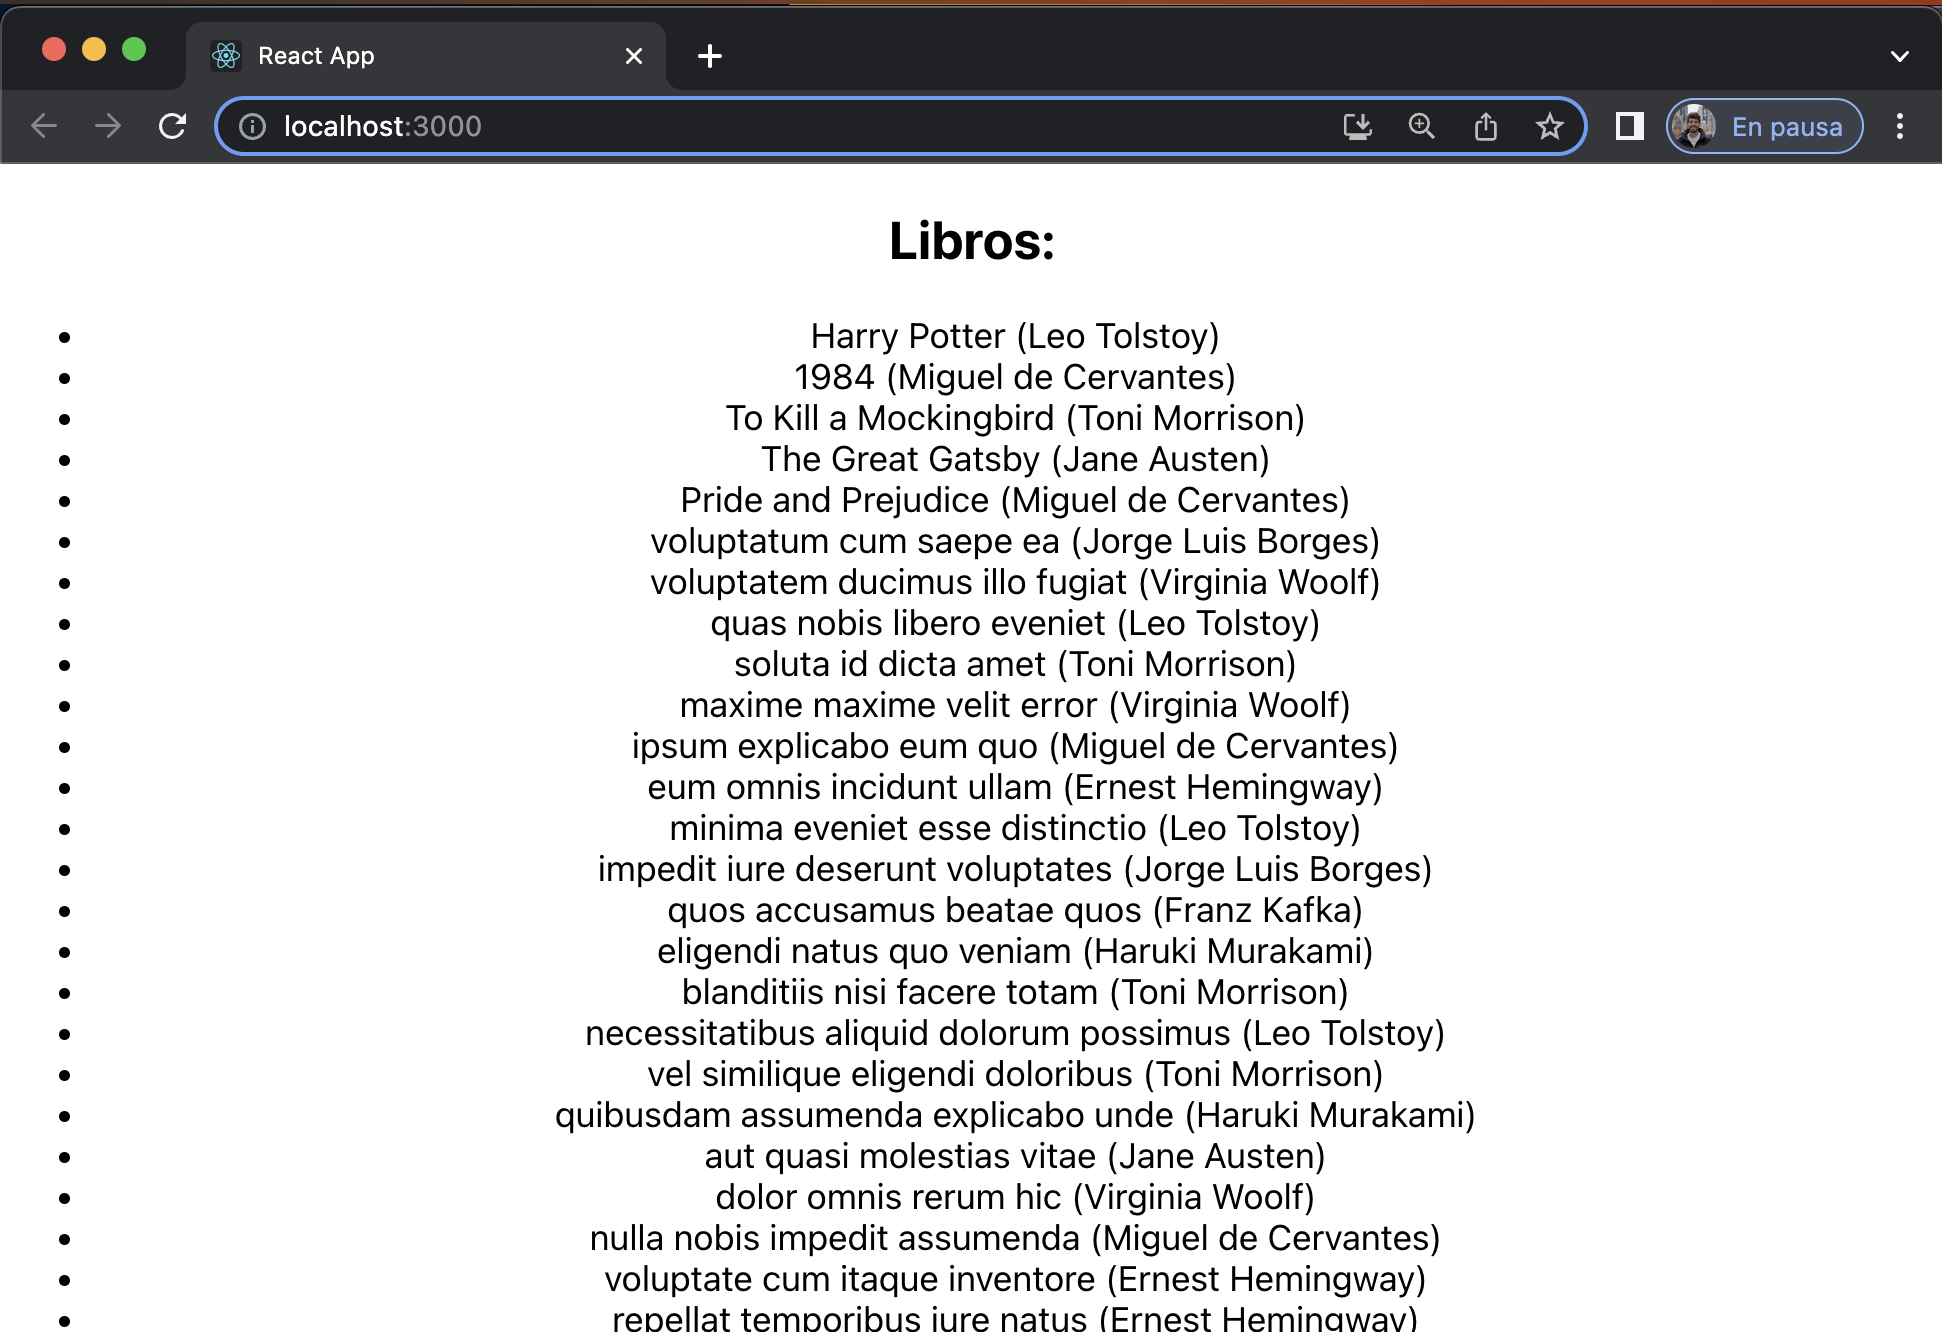 React App
localhost:3000
En pausa
Libros:
Harry Potter (Leo Tolstoy)
1984 (Miguel de Cervantes)
To Kill a Mockingbird (Toni Morrison)
The Great Gatsby (Jane Austen)
Pride and Prejudice (Miguel de Cervantes)
voluptatum cum saepe ea (Jorge Luis Borges)
voluptatem ducimus illo fugiat (Virginia Woolf)
quas nobis libero eveniet (Leo Tolstoy)
soluta id dicta amet (Toni Morrison)
maxime maxime velit error (Virginia Woolf)
ipsum explicabo eum quo (Miguel de Cervantes)
eum omnis incidunt ullam (Ernest Hemingway)
minima eveniet esse distinctio (Leo Tolstoy)
impedit iure deserunt voluptates (Jorge Luis Borges)
quos accusamus beatae quos (Franz Kafka)
eligendi natus quo veniam (Haruki Murakami)
blanditiis nisi facere totam (Toni Morrison)
necessitatibus aliquid dolorum possimus (Leo Tolstoy)
vel similique eligendi doloribus (Toni Morrison)
quibusdam assumenda explicabo unde (Haruki Murakami)
aut quasi molestias vitae (Jane Austen)
dolor omnis rerum hic (Virginia Woolf)
nulla nobis impedit assumenda (Miguel de Cervantes)
voluptate cum itaque inventore (Ernest Hemingway)
repellat temporibus iure natus (Ernest Hemingway)